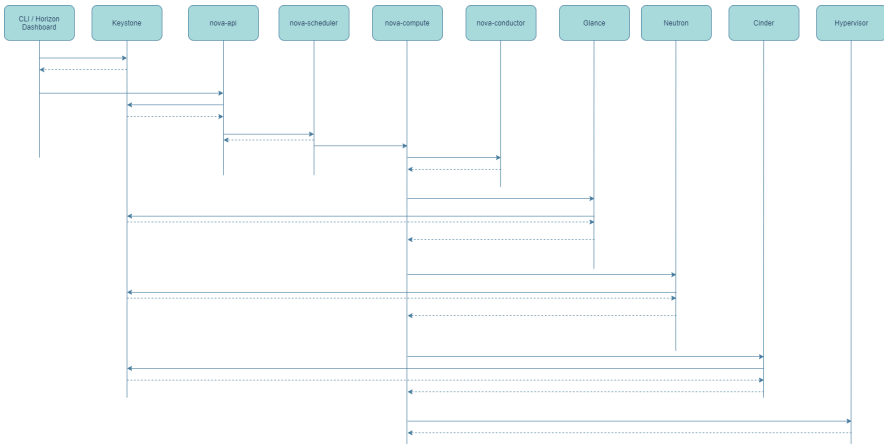 CLI / Horizon
Dashboard
Keystone
nova-api
nova-scheduler
nova-compute
nova-conductor
Glance
Neutron
Cinder
Hypervisor